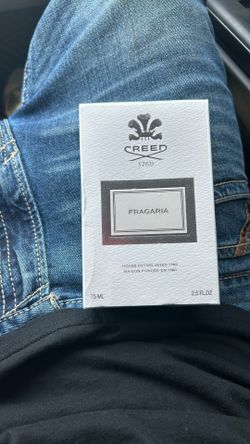 CREED
1760
FRAGARIA
HOUSE ESTABLISHED 1760
MAISON FONDÉE EN 1760
75 ML
2.5 FL.OZ